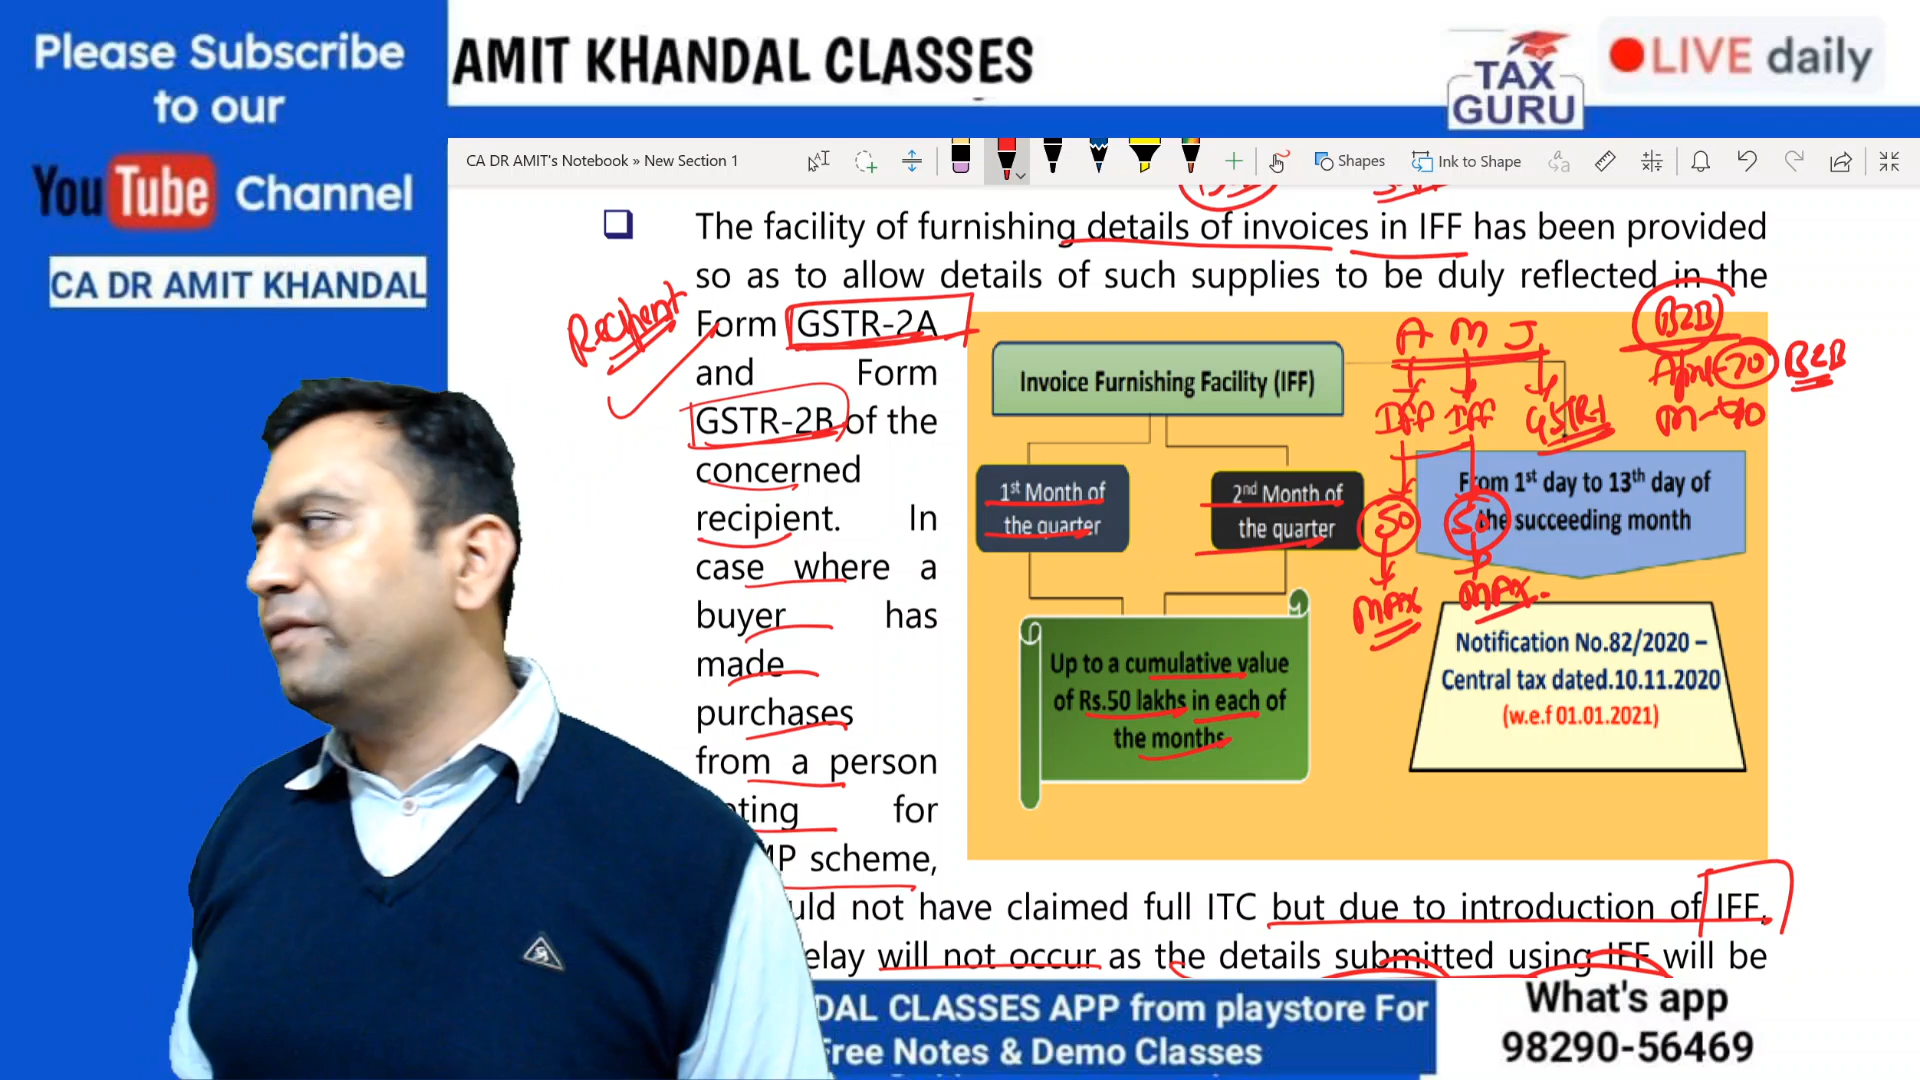 Please Subscribe
to our
YouTube Channel
CA DR AMIT KHANDAL
AMIT KHANDAL CLASSES
TAX
GURU
LIVE daily
CA DR AMIT's Notebook » New Section 1
Shapes
Ink to Shape
The facility of furnishing details of invoices in IFF has been provided
so as to allow details of such supplies to be duly reflected in the
Form GSTR-2A
and Form
GSTR-2B of the
concerned
recipient. In
case where a
buyer has
made
purchases
from a person
for
scheme,
not have claimed full ITC but due to introduction of IFF,
will not occur as the details submitted using IFF will be
Recipient
Invoice Furnishing Facility (IFF)
1st Month of
the quarter
2nd Month of
the quarter
Up to a cumulative value
of Rs.50 lakhs in each of
the months
From 1st day to 13th day of
the succeeding month
Notification No.82/2020 –
Central tax dated.10.11.2020
(w.e.f 01.01.2021)
A M J
IFF IFF GSTR-1
50 50
MAX MAX.
B2B
April-70 B2B
M-40
CLASSES APP from playstore For
Free Notes & Demo Classes
What's app
98290-56469